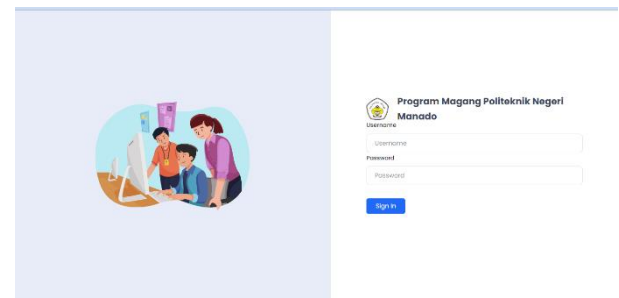 Program Magang Politeknik Negeri
Manado
Username
Username
Password
Password
Sign In